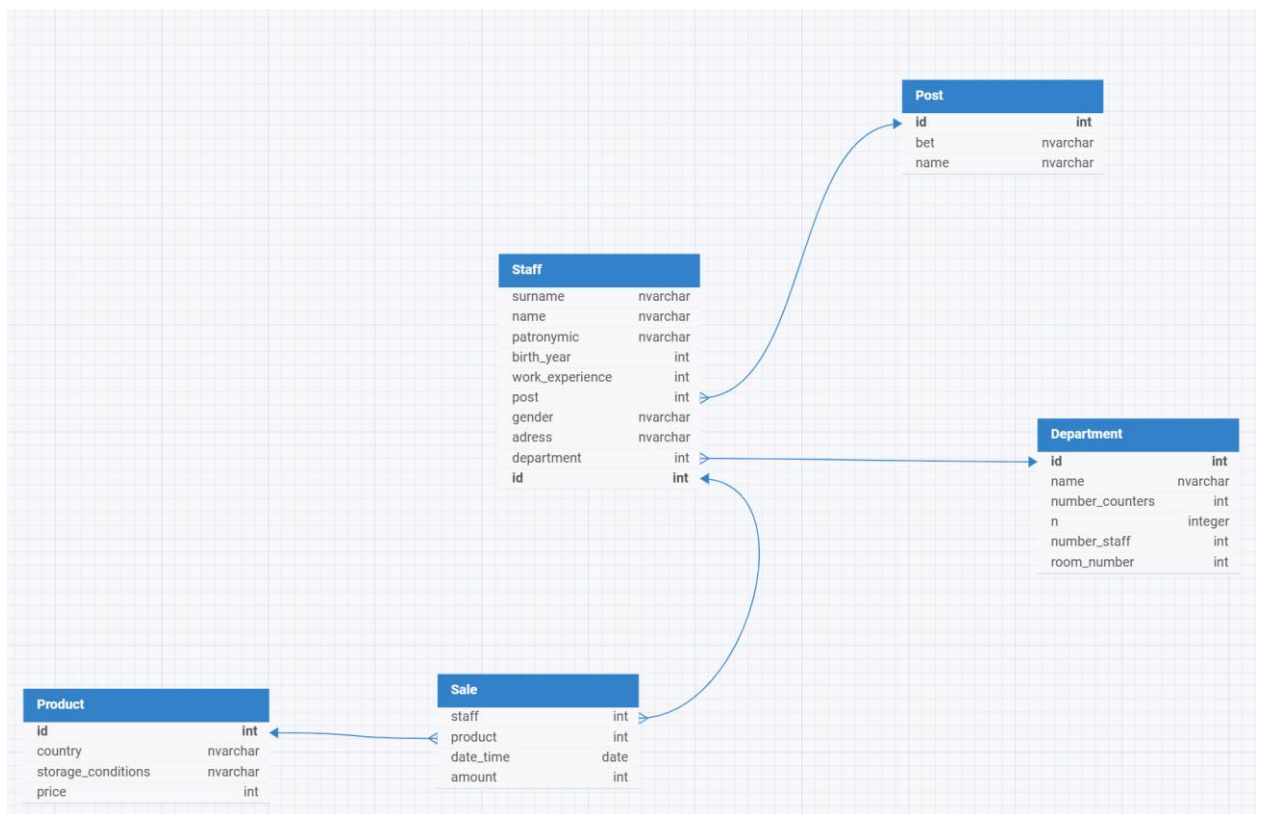 Post
id int
bet nvarchar
name nvarchar
Staff
surname nvarchar
name nvarchar
patronymic nvarchar
birth_year int
work_experience int
post int
gender nvarchar
adress nvarchar
department int
id int
Department
id int
name nvarchar
number_counters int
n integer
number_staff int
room_number int
Product
id int
country nvarchar
storage_conditions nvarchar
price int
Sale
staff int
product int
date_time date
amount int